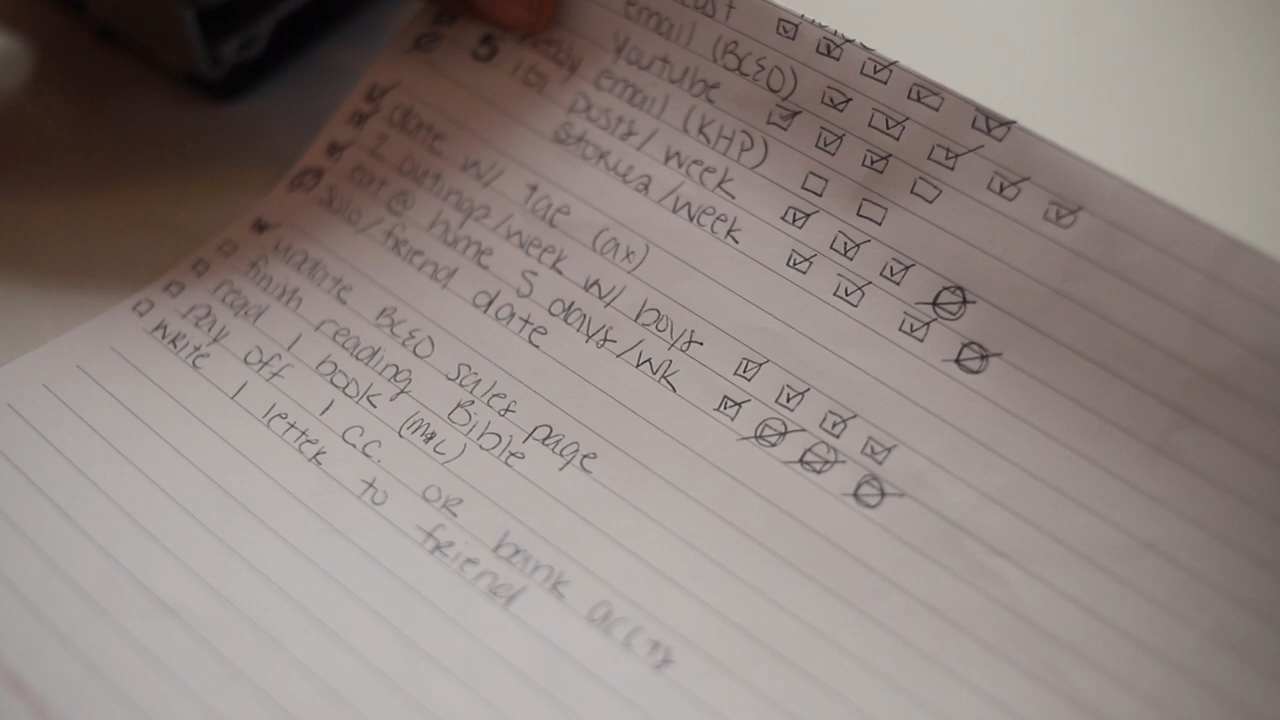 email (BCEO)
Youtube
email (KHP)
5 posts/week
stories/week
date w/ Tae (2x)
2 outings/week w/ boys
eat @ home 5 days/wk
solo/friend date
update BCEO sales page
finish reading Bible
read 1 book
pay off 1 c.c. OR bank accts
write 1 letter to friend